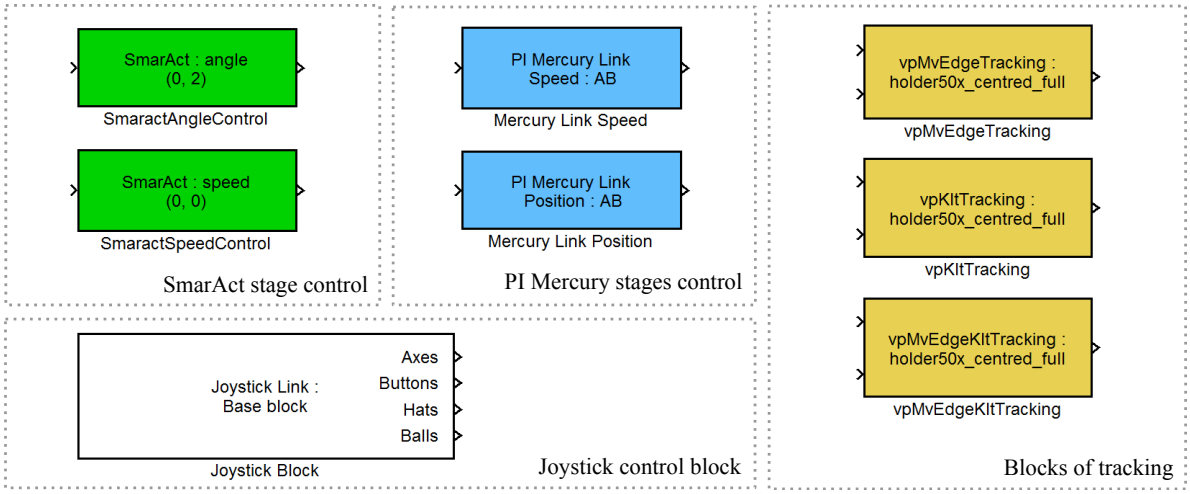 SmarAct : angle
(0, 2)
SmaractAngleControl
SmarAct : speed
(0, 0)
SmaractSpeedControl
SmarAct stage control
PI Mercury Link
Speed : AB
Mercury Link Speed
PI Mercury Link
Position : AB
Mercury Link Position
PI Mercury stages control
vpMvEdgeTracking :
holder50x_centred_full
vpMvEdgeTracking
vpKltTracking :
holder50x_centred_full
vpKltTracking
vpMvEdgeKltTracking :
holder50x_centred_full
vpMvEdgeKltTracking
Blocks of tracking
Joystick Link :
Base block
Axes
Buttons
Hats
Balls
Joystick Block
Joystick control block